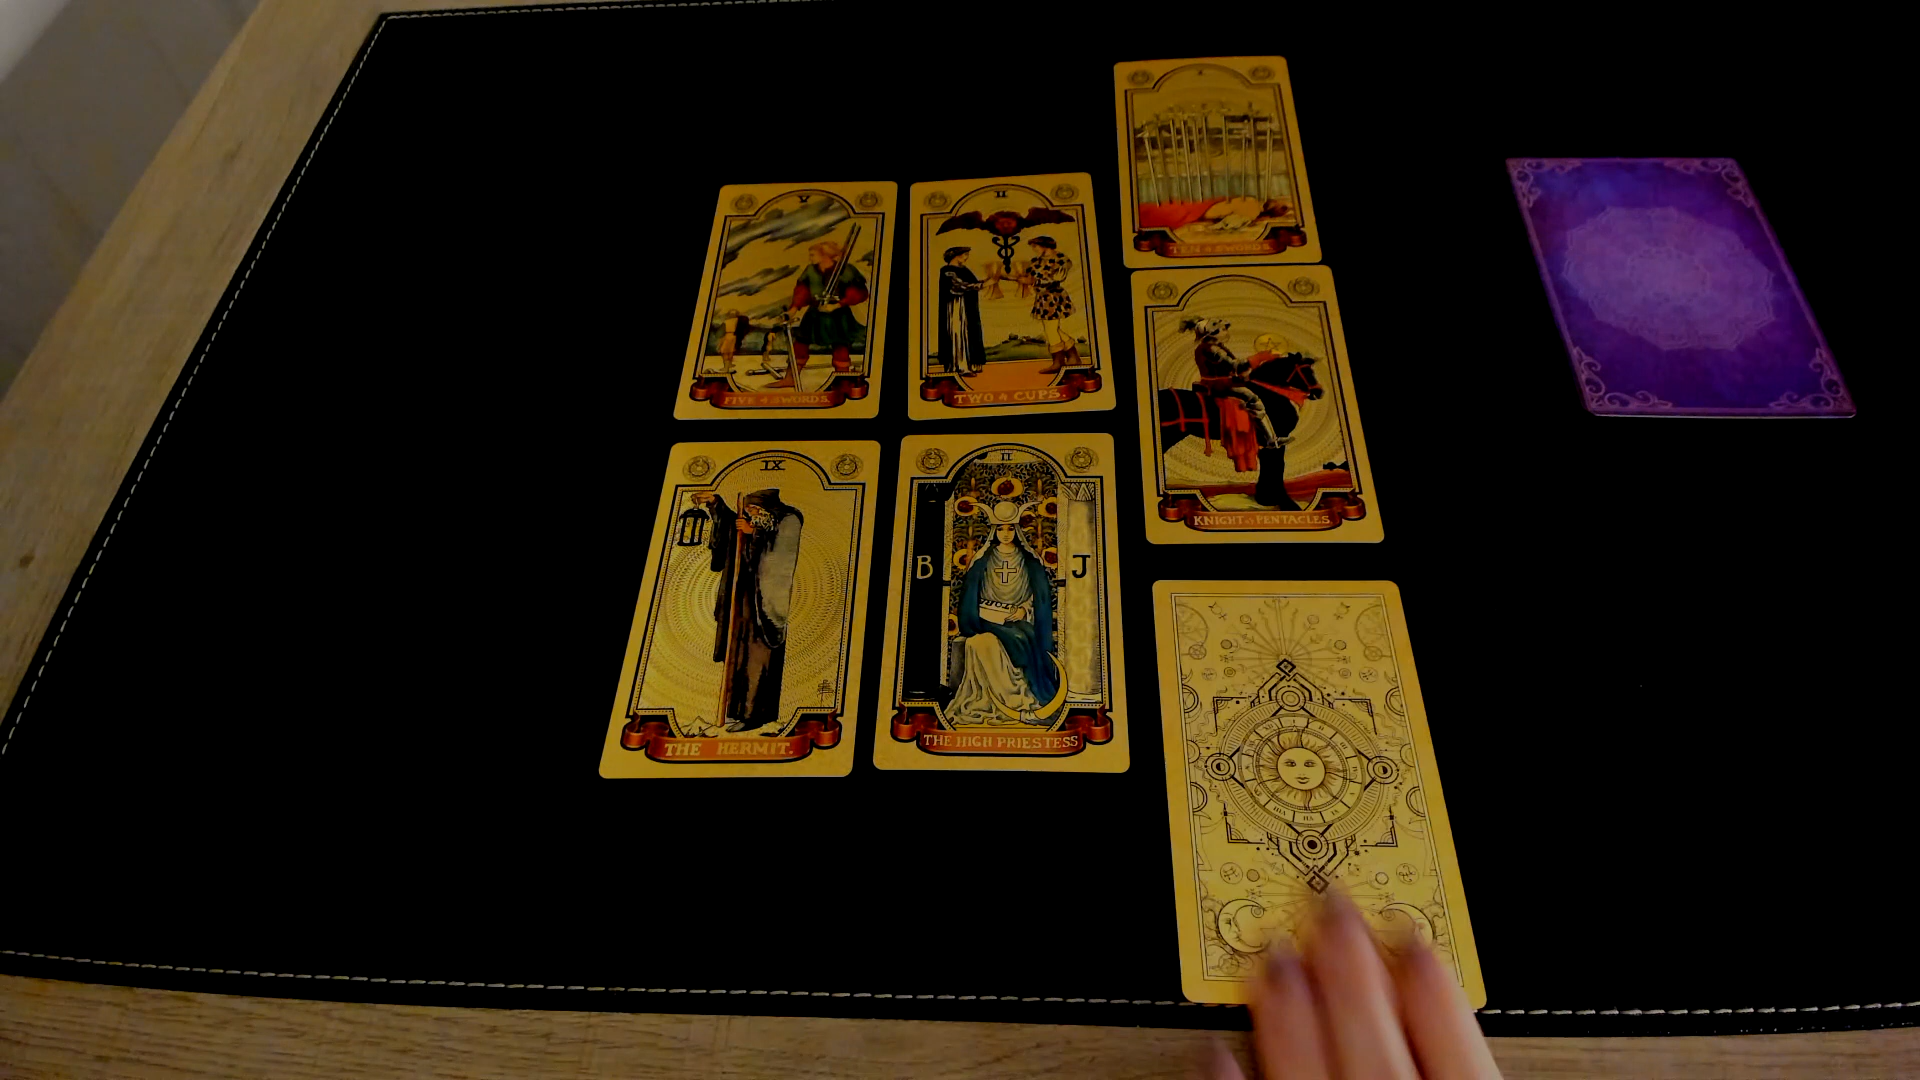 X
TEN of SWORDS.
V
FIVE of SWORDS.
II
TWO of CUPS.
KNIGHT of PENTACLES.
IX
THE HERMIT.
II
B J
TORA
THE HIGH PRIESTESS